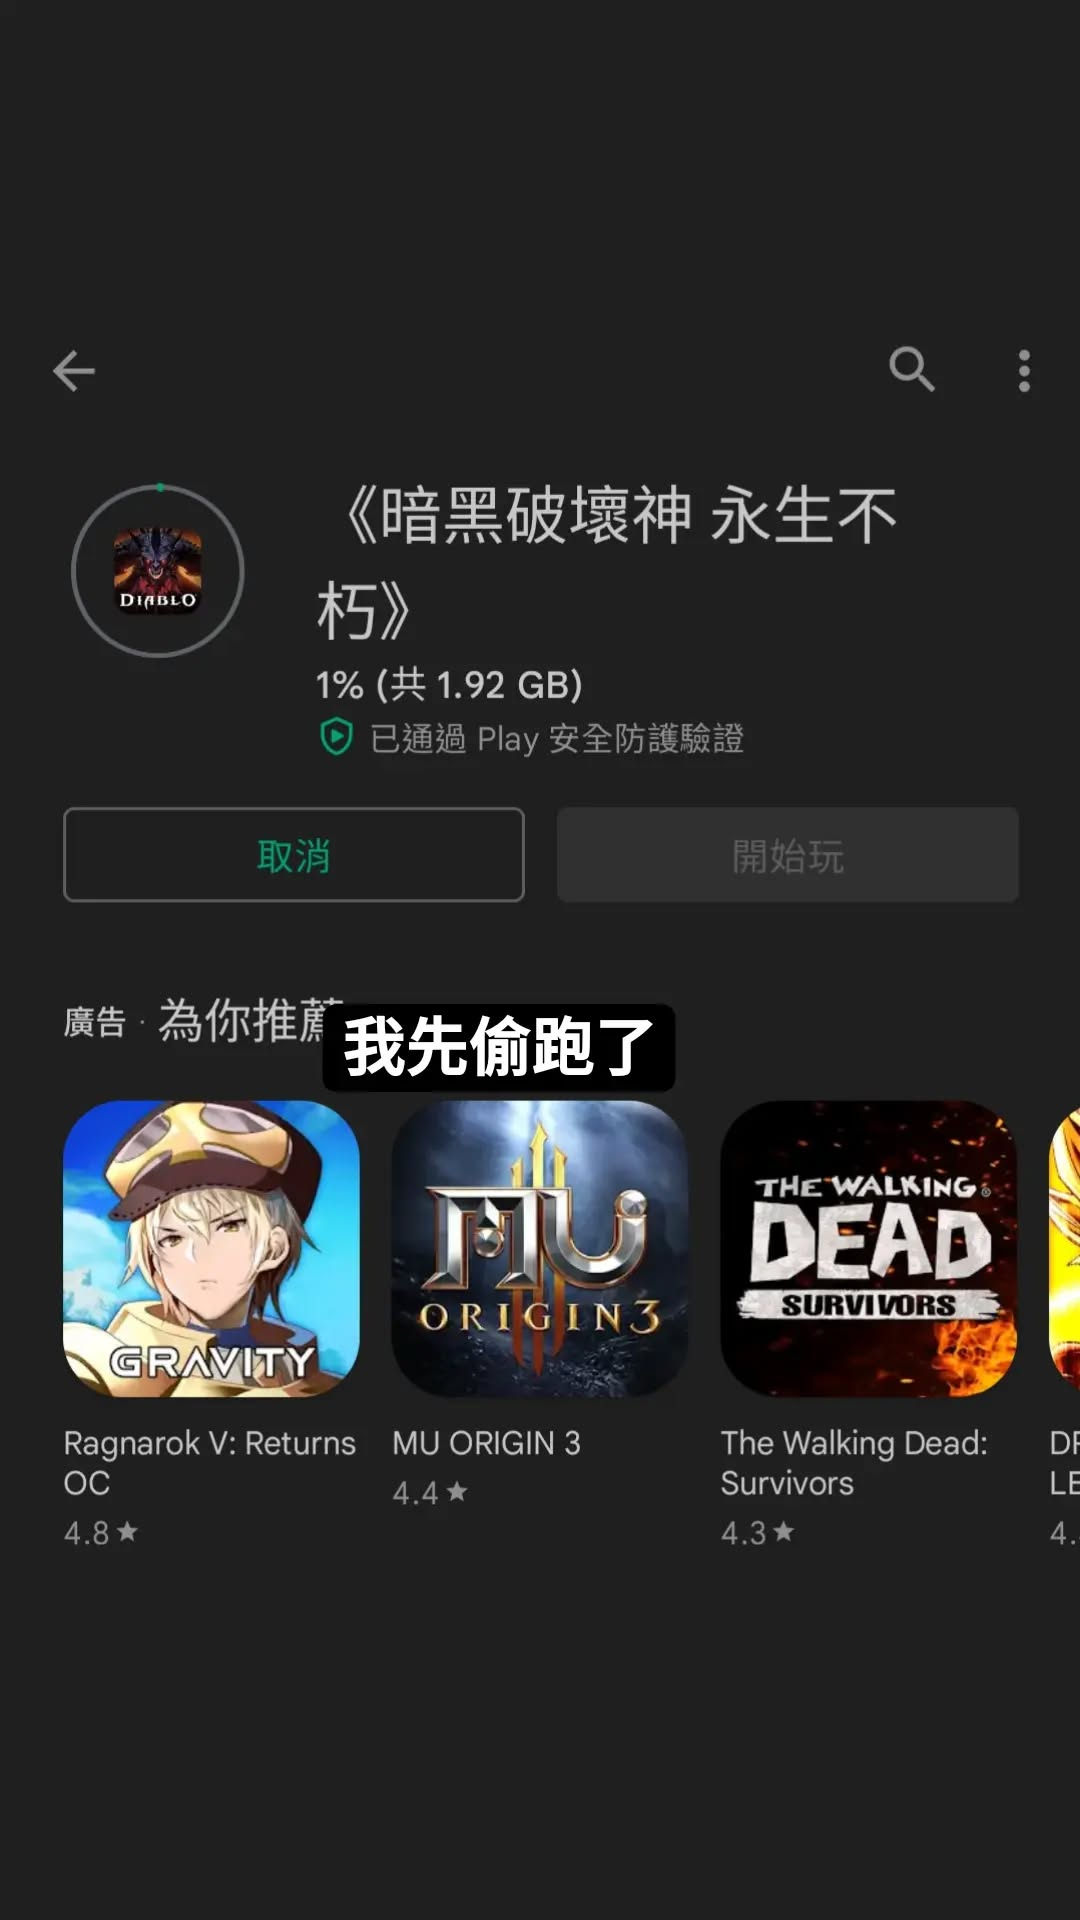 《暗黑破壞神 永生不
朽》
DIABLO
1% (共 1.92 GB)
已通過 Play 安全防護驗證
取消
開始玩
廣告 · 為你推薦
我先偷跑了
GRAVITY
MU
ORIGIN3
THE WALKING
DEAD
SURVIVORS
Ragnarok V: Returns
OC
4.8★
MU ORIGIN 3
4.4★
The Walking Dead:
Survivors
4.3★
LE
4.